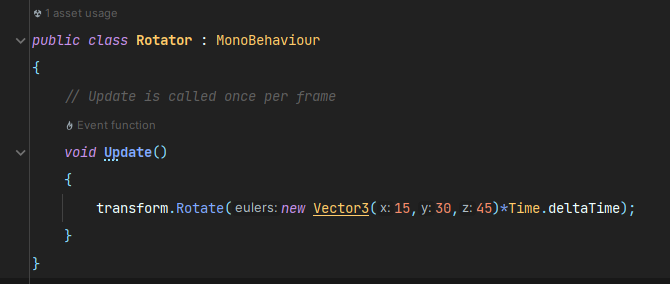 1 asset usage
public class Rotator : MonoBehaviour
{
// Update is called once per frame
Event function
void Update()
{
transform.Rotate(eulers: new Vector3(x: 15, y: 30, z: 45)*Time.deltaTime);
}
}